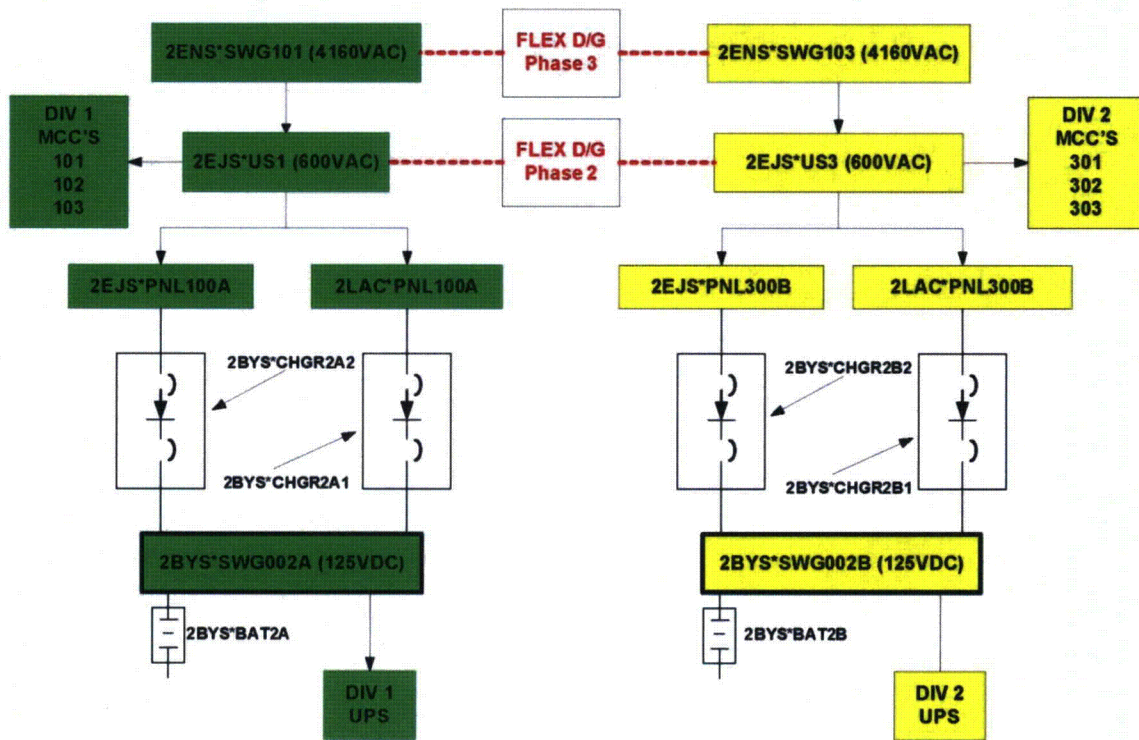 2ENS*SWG101 (4160VAC)
FLEX D/G
Phase 3
2ENS*SWG103 (4160VAC)
DIV 1
MCC'S
101
102
103
2EJS*US1 (600VAC)
FLEX D/G
Phase 2
2EJS*US3 (600VAC)
DIV 2
MCC'S
301
302
303
2EJS*PNL100A
2LAC*PNL100A
2EJS*PNL300B
2LAC*PNL300B
2BYS*CHGR2A2
2BYS*CHGR2B2
2BYS*CHGR2A1
2BYS*CHGR2B1
2BYS*SWG002A (125VDC)
2BYS*SWG002B (125VDC)
2BYS*BAT2A
2BYS*BAT2B
DIV 1
UPS
DIV 2
UPS